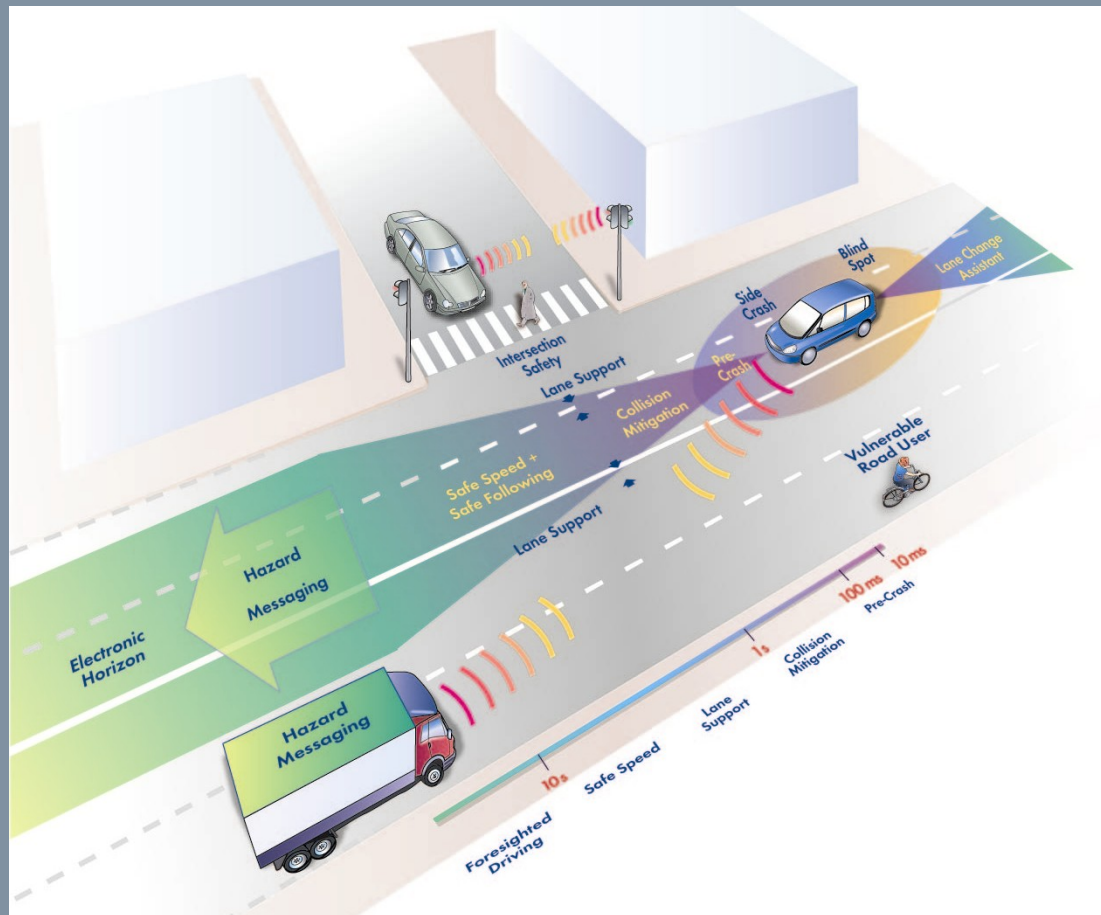 Blind
Spot
Lane Change
Assistant
Side
Crash
Pre-
Crash
Intersection
Safety
Lane Support
Collision
Mitigation
Vulnerable
Road User
Safe Speed +
Safe Following
Lane Support
Hazard
Messaging
Electronic
Horizon
Hazard
Messaging
10 ms
100 ms
Pre-Crash
1s
Collision
Mitigation
Lane
Support
Safe Speed
10s
Foresighted
Driving